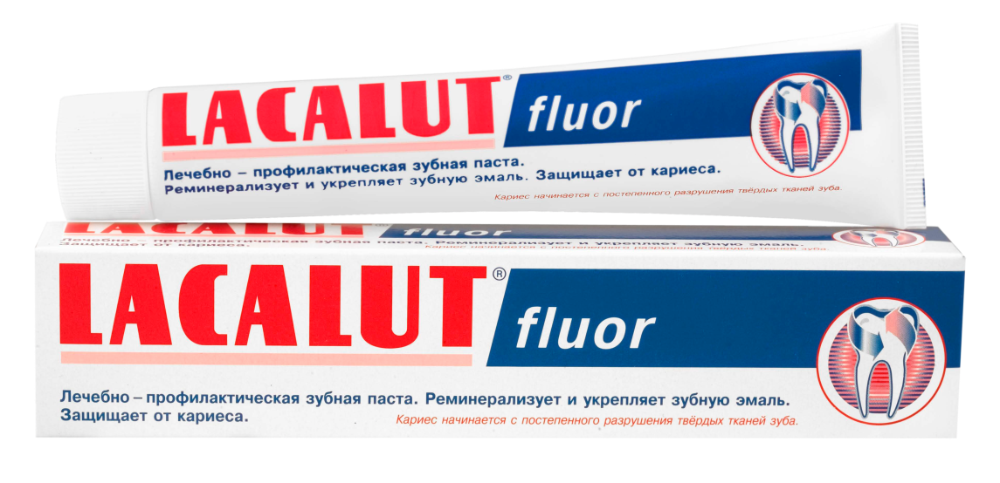 LACALUT® fluor
Лечебно – профилактическая зубная паста.
Реминерализует и укрепляет зубную эмаль. Защищает от кариеса.
Кариес начинается с постепенного разрушения твёрдых тканей зуба.
LACALUT fluor
Лечебно – профилактическая зубная паста. Реминерализует и укрепляет зубную эмаль.
Защищает от кариеса.
Кариес начинается с постепенного разрушения твёрдых тканей зуба.
LACALUT® fluor
Лечебно – профилактическая зубная паста. Реминерализует и укрепляет зубную эмаль.
Защищает от кариеса.
Кариес начинается с постепенного разрушения твёрдых тканей зуба.